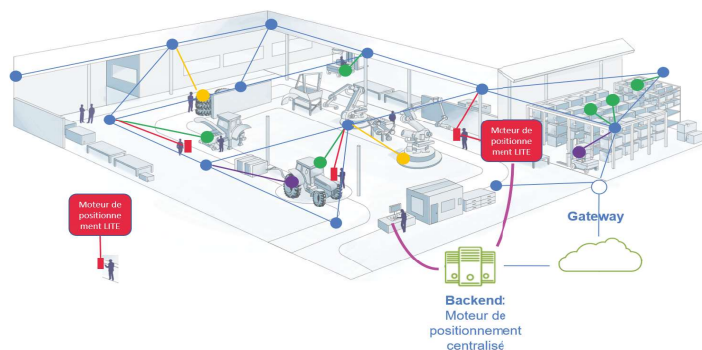 Moteur de
positionne
ment LITE
Moteur de
positionne
ment LITE
Gateway
Backend:
Moteur de
positionnement
centralisé